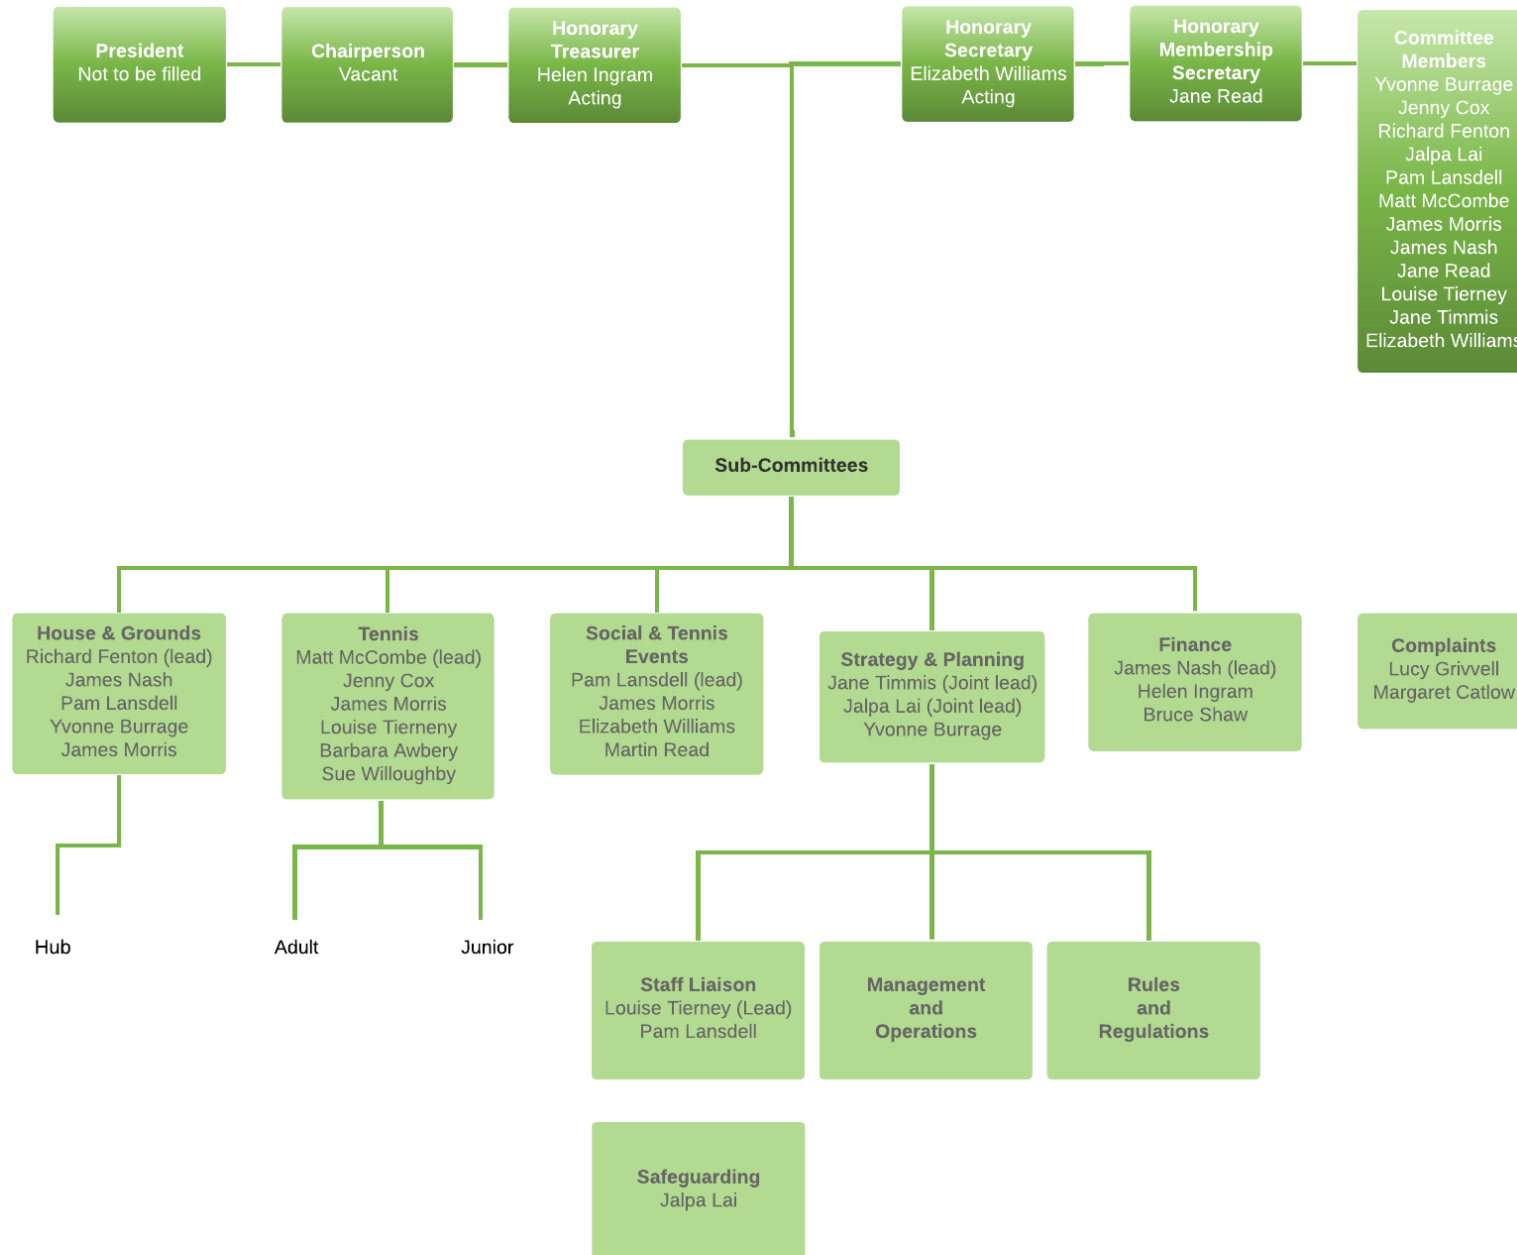 President
Not to be filled
Chairperson
Vacant
Honorary
Treasurer
Helen Ingram
Acting
Honorary
Secretary
Elizabeth Williams
Acting
Honorary
Membership
Secretary
Jane Read
Committee
Members
Yvonne Burrage
Jenny Cox
Richard Fenton
Jalpa Lai
Pam Lansdell
Matt McCombe
James Morris
James Nash
Jane Read
Louise Tierney
Jane Timmis
Elizabeth Williams
Sub-Committees
House & Grounds
Richard Fenton (lead)
James Nash
Pam Lansdell
Yvonne Burrage
James Morris
Tennis
Matt McCombe (lead)
Jenny Cox
James Morris
Louise Tierneny
Barbara Awbery
Sue Willoughby
Social & Tennis
Events
Pam Lansdell (lead)
James Morris
Elizabeth Williams
Martin Read
Strategy & Planning
Jane Timmis (Joint lead)
Jalpa Lai (Joint lead)
Yvonne Burrage
Finance
James Nash (lead)
Helen Ingram
Bruce Shaw
Complaints
Lucy Grivvell
Margaret Catlow
Hub
Adult
Junior
Staff Liaison
Louise Tierney (Lead)
Pam Lansdell
Management
and
Operations
Rules
and
Regulations
Safeguarding
Jalpa Lai